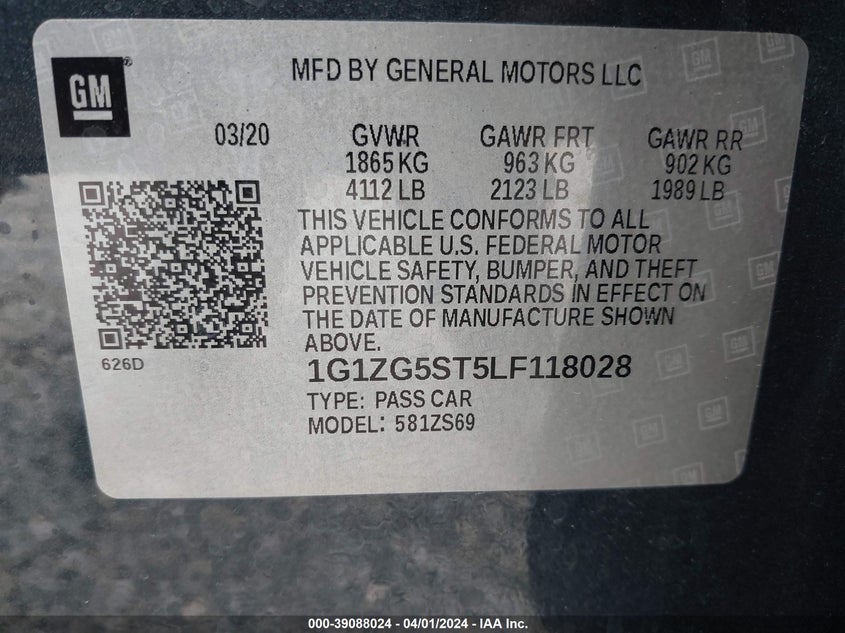 GM
MFD BY GENERAL MOTORS LLC
03/20 GVWR GAWR FRT GAWR RR
1865 KG 963 KG 902 KG
4112 LB 2123 LB 1989 LB
THIS VEHICLE CONFORMS TO ALL
APPLICABLE U.S. FEDERAL MOTOR
VEHICLE SAFETY, BUMPER, AND THEFT
PREVENTION STANDARDS IN EFFECT ON
THE DATE OF MANUFACTURE SHOWN
ABOVE.
626D
1G1ZG5ST5LF118028
TYPE: PASS CAR
MODEL: 581ZS69
000-39088024 - 04/01/2024 - IAA Inc.